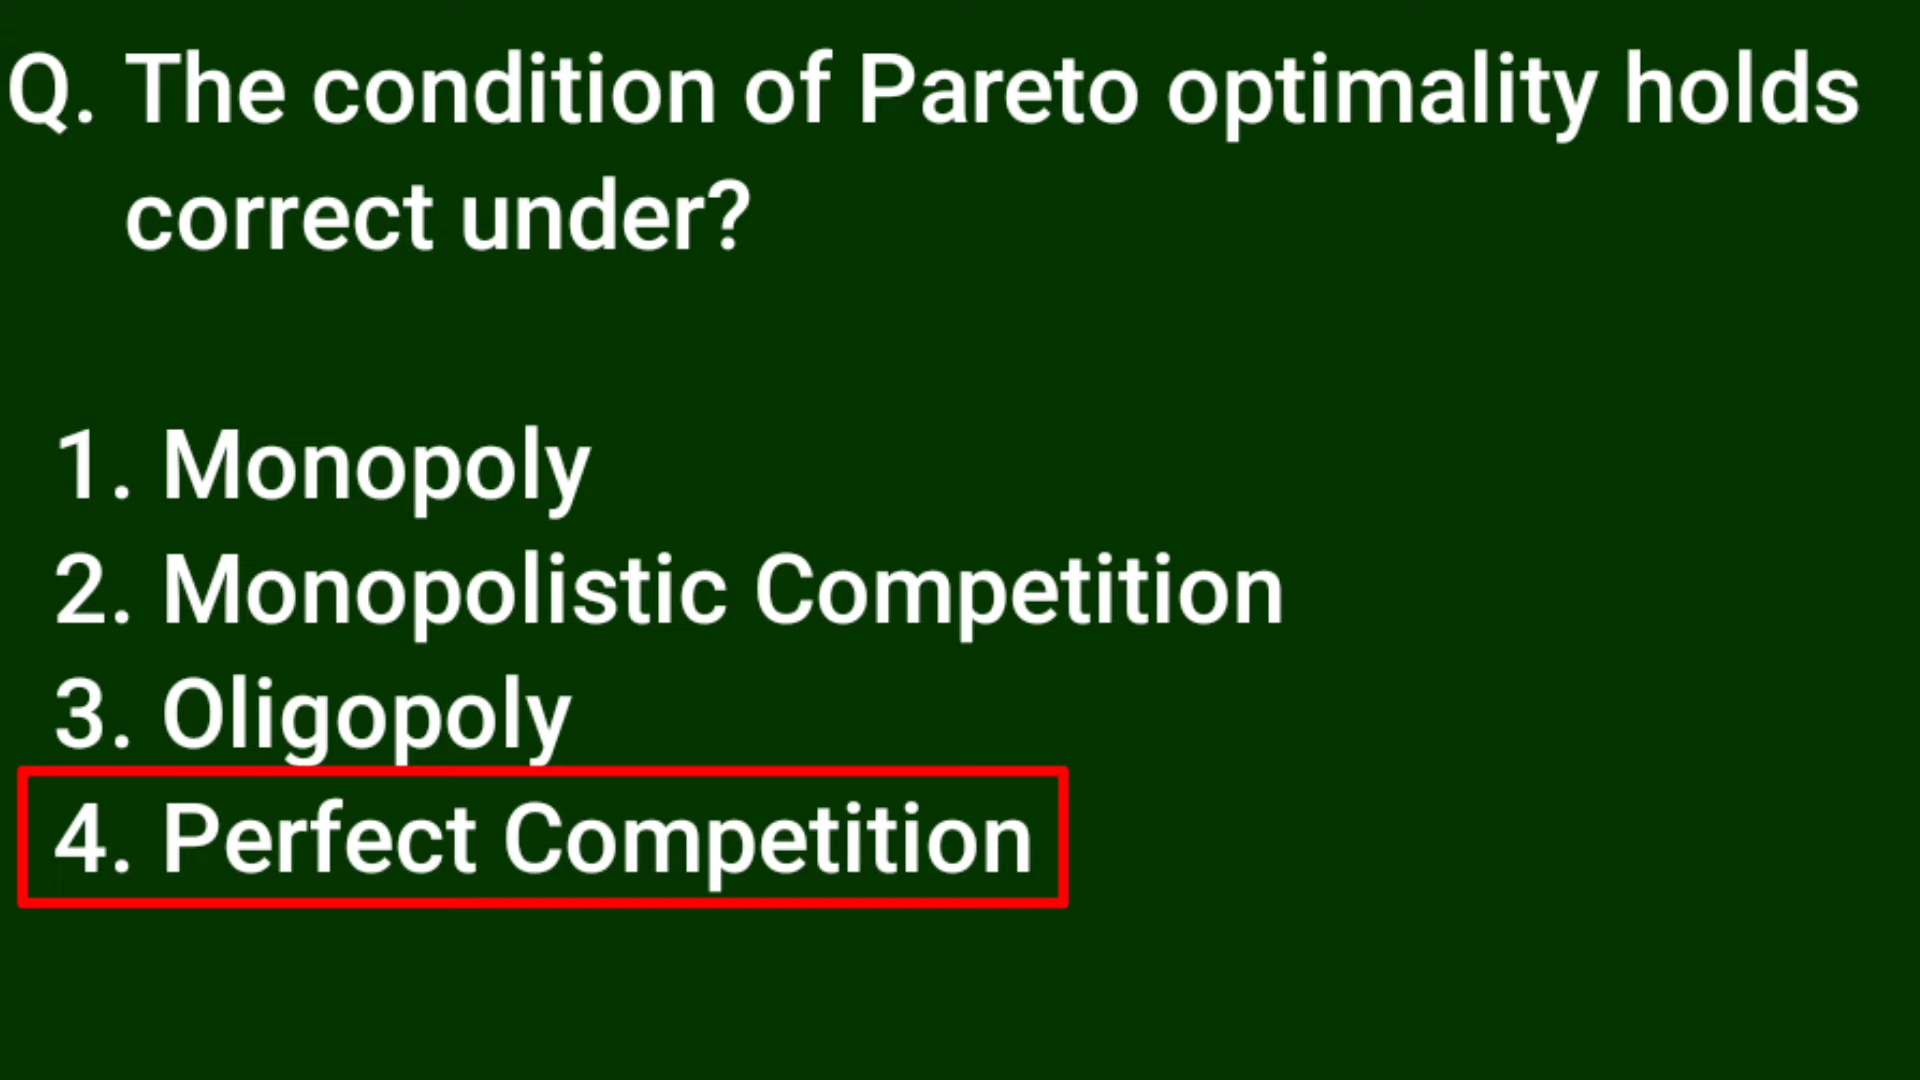 Q. The condition of Pareto optimality holds
correct under?
1. Monopoly
2. Monopolistic Competition
3. Oligopoly
4. Perfect Competition